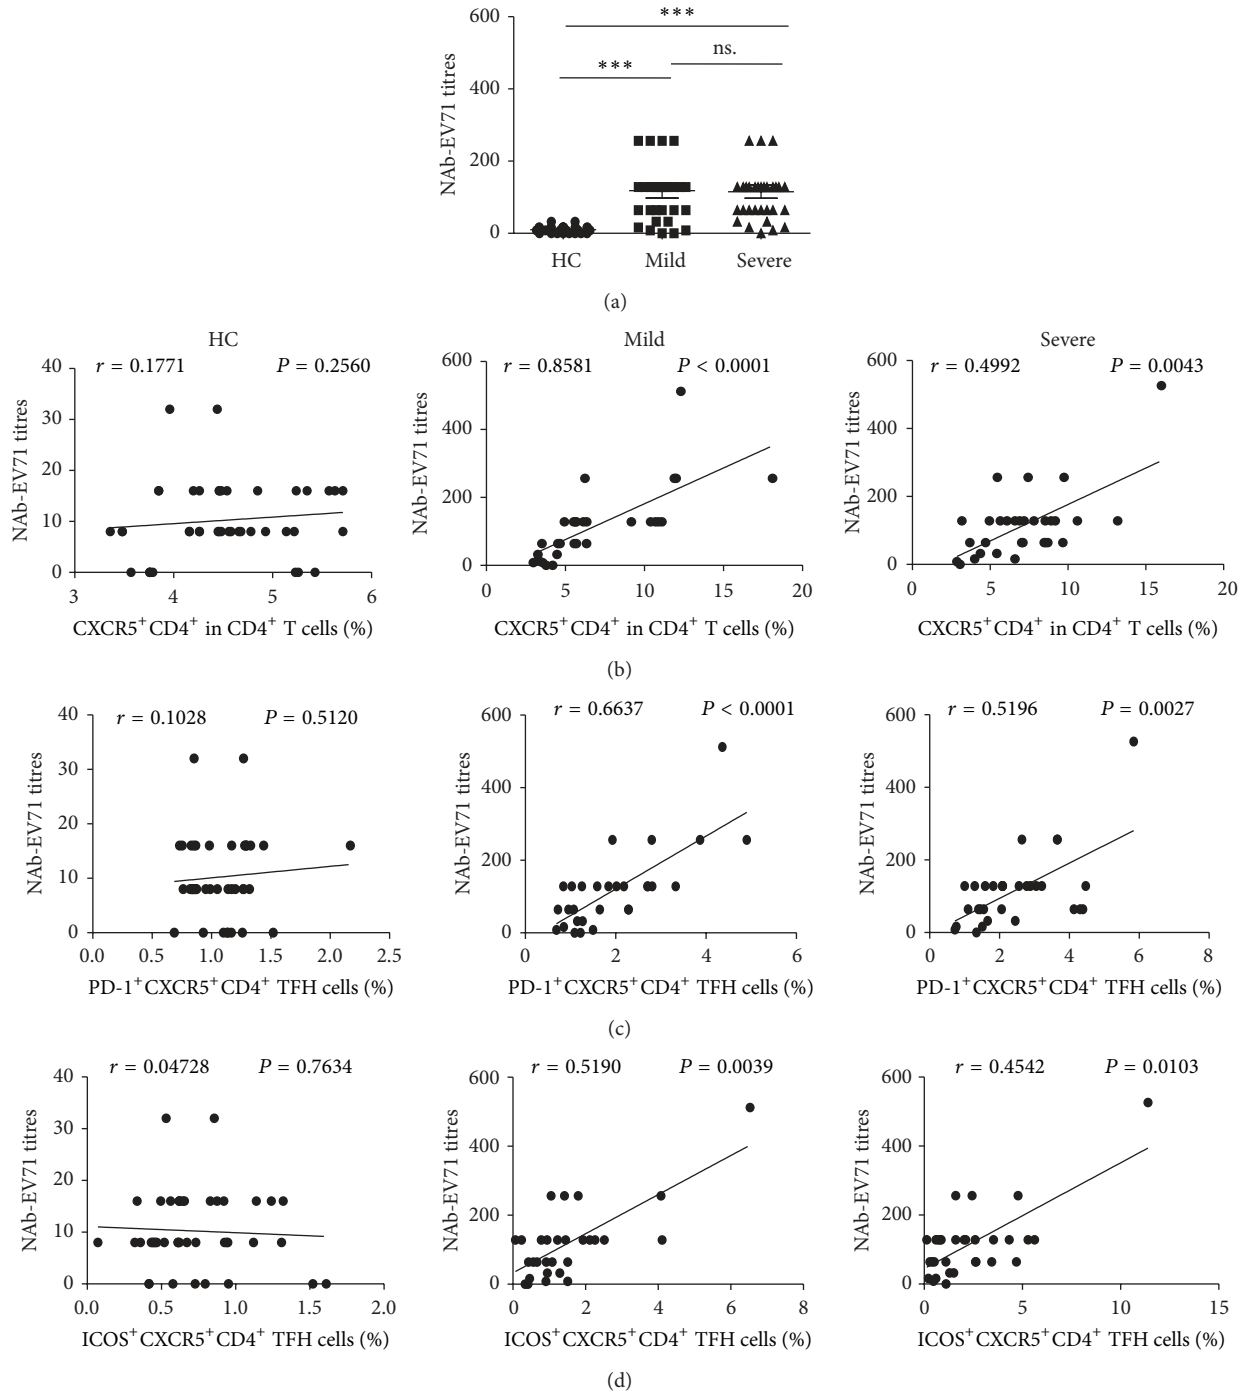 600
***
ns.
***
400
200
0
NAb-EV71 titres
HC Mild Severe
(a)
HC Mild Severe
r = 0.1771 P = 0.2560
40
30
20
10
0
NAb-EV71 titres
3 4 5 6
CXCR5⁺CD4⁺ in CD4⁺ T cells (%)
r = 0.8581 P < 0.0001
600
400
200
0
NAb-EV71 titres
0 5 10 15 20
CXCR5⁺CD4⁺ in CD4⁺ T cells (%)
r = 0.4992 P = 0.0043
600
400
200
0
NAb-EV71 titres
0 5 10 15 20
CXCR5⁺CD4⁺ in CD4⁺ T cells (%)
(b)
r = 0.1028 P = 0.5120
40
30
20
10
0
NAb-EV71 titres
0.0 0.5 1.0 1.5 2.0 2.5
PD-1⁺CXCR5⁺CD4⁺ TFH cells (%)
r = 0.6637 P < 0.0001
600
400
200
0
NAb-EV71 titres
0 2 4 6
PD-1⁺CXCR5⁺CD4⁺ TFH cells (%)
r = 0.5196 P = 0.0027
600
400
200
0
NAb-EV71 titres
0 2 4 6 8
PD-1⁺CXCR5⁺CD4⁺ TFH cells (%)
(c)
r = 0.04728 P = 0.7634
40
30
20
10
0
NAb-EV71 titres
0.0 0.5 1.0 1.5 2.0
ICOS⁺CXCR5⁺CD4⁺ TFH cells (%)
r = 0.5190 P = 0.0039
600
400
200
0
NAb-EV71 titres
0 2 4 6 8
ICOS⁺CXCR5⁺CD4⁺ TFH cells (%)
r = 0.4542 P = 0.0103
600
400
200
0
NAb-EV71 titres
0 5 10 15
ICOS⁺CXCR5⁺CD4⁺ TFH cells (%)
(d)